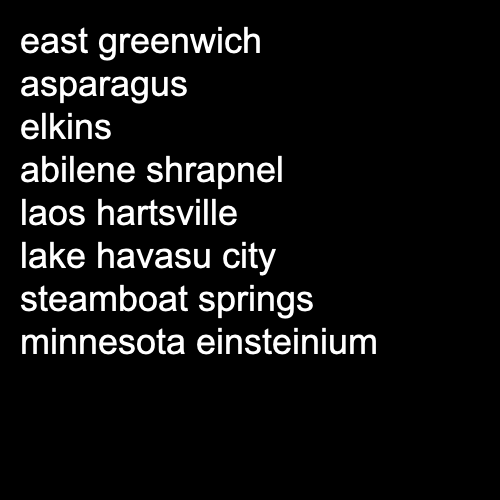 east greenwich
asparagus
elkins
abilene shrapnel
laos hartsville
lake havasu city
steamboat springs
minnesota einsteinium